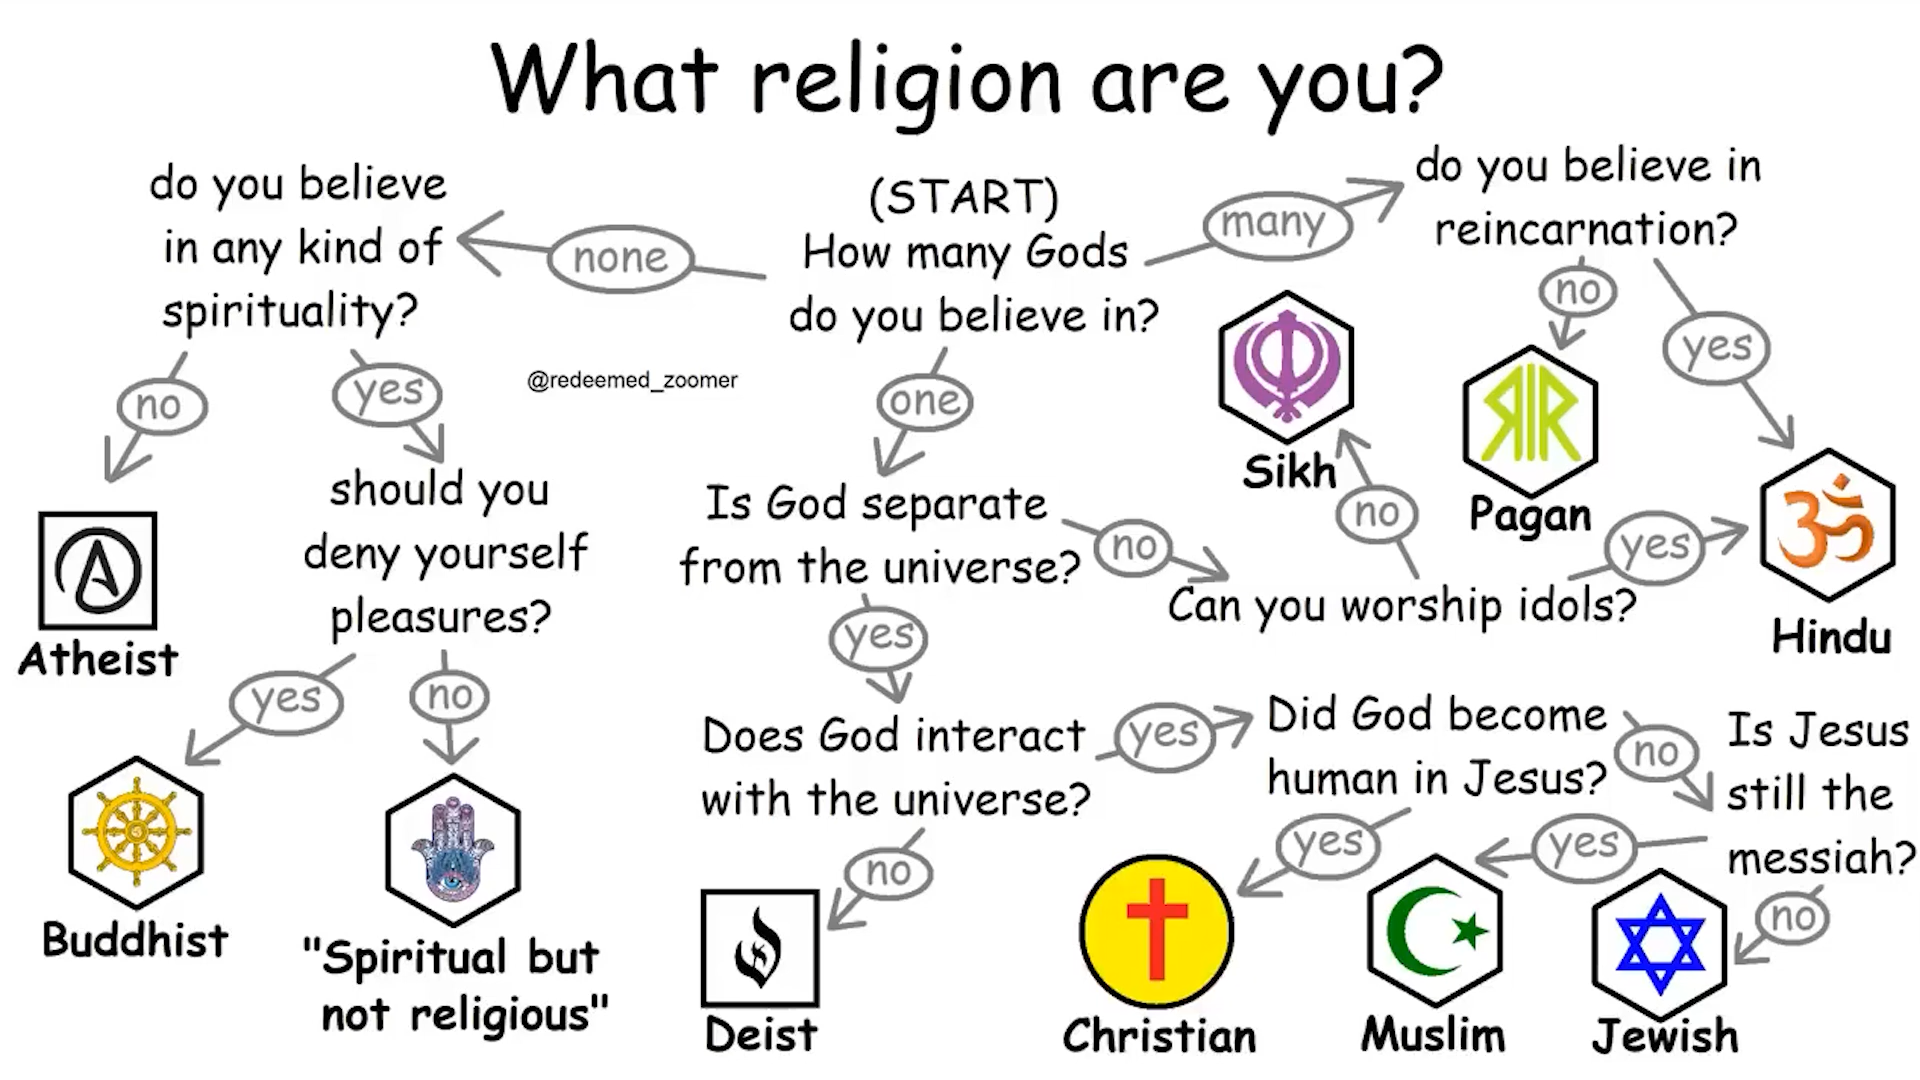 What religion are you?
do you believe
in any kind of
spirituality?
none
(START)
How many Gods
do you believe in?
many
do you believe in
reincarnation?
no
yes
no
yes
@redeemed_zoomer
one
Sikh
Pagan
should you
deny yourself
pleasures?
Is God separate
from the universe?
no
no
yes
Can you worship idols?
Hindu
Atheist
yes
no
yes
Does God interact
with the universe?
yes
Did God become
human in Jesus?
no
Is Jesus
still the
messiah?
yes
yes
no
no
Buddhist
"Spiritual but
not religious"
Deist
Christian
Muslim
Jewish